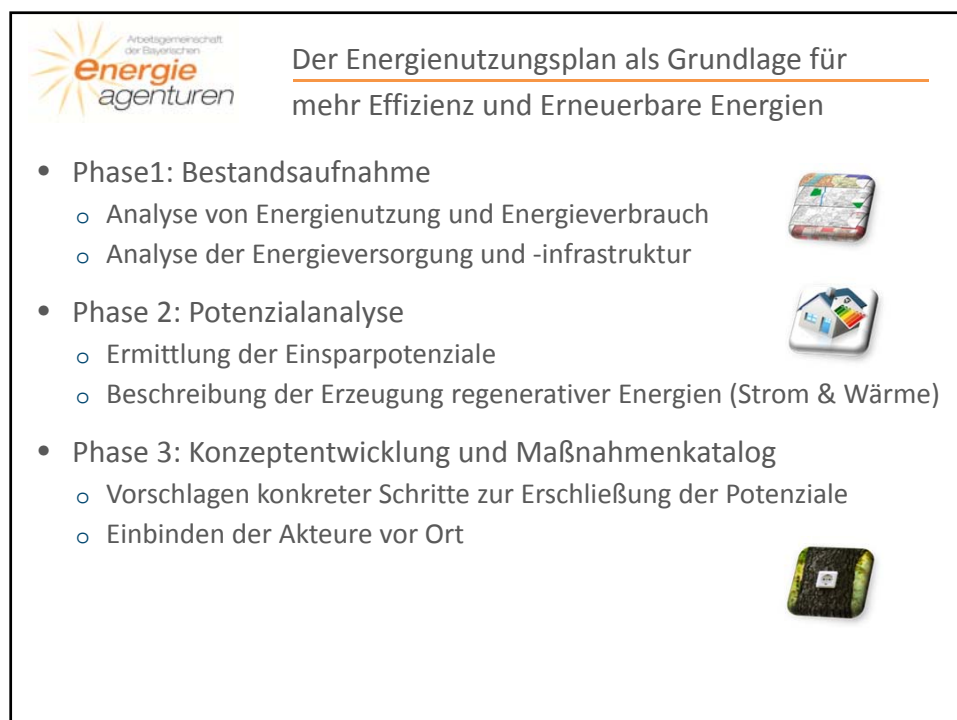 Arbeitsgemeinschaft
der Bayerischen
energie
agenturen
Der Energienutzungsplan als Grundlage für
mehr Effizienz und Erneuerbare Energien
• Phase1: Bestandsaufnahme
o Analyse von Energienutzung und Energieverbrauch
o Analyse der Energieversorgung und -infrastruktur
• Phase 2: Potenzialanalyse
o Ermittlung der Einsparpotenziale
o Beschreibung der Erzeugung regenerativer Energien (Strom & Wärme)
• Phase 3: Konzeptentwicklung und Maßnahmenkatalog
o Vorschlagen konkreter Schritte zur Erschließung der Potenziale
o Einbinden der Akteure vor Ort